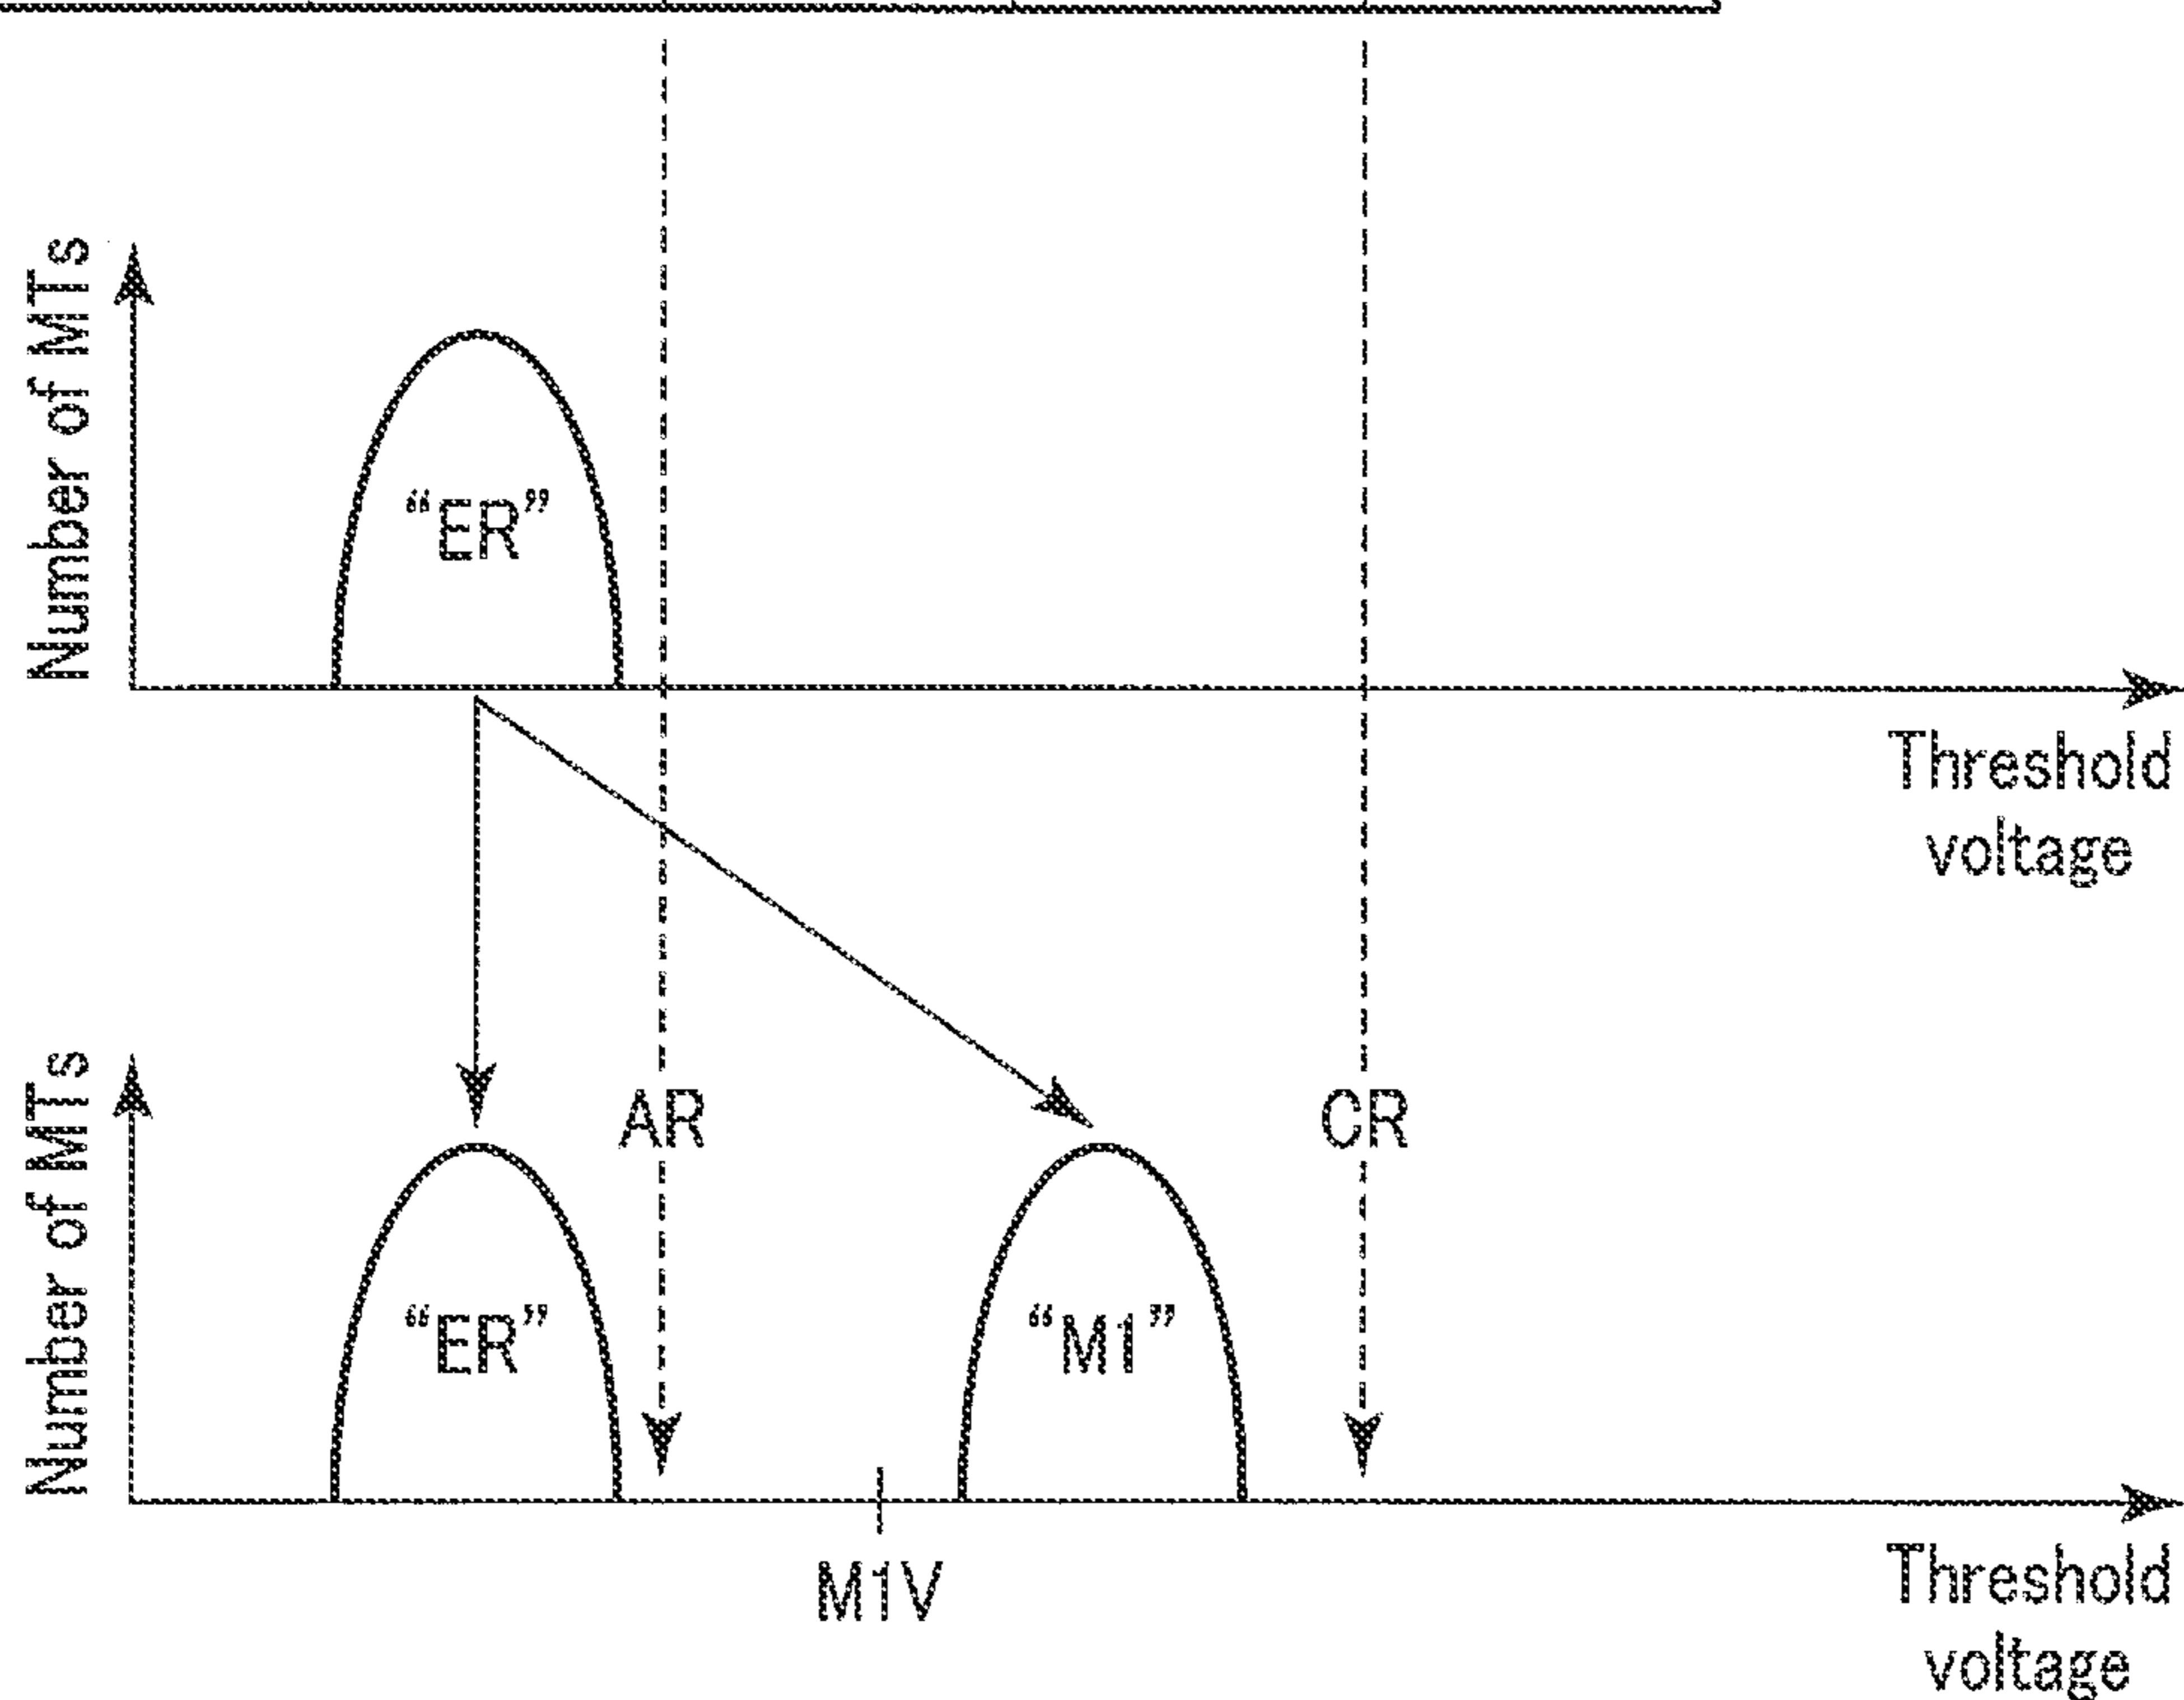 Number of MTs
“ER”
Threshold
voltage
Number of MTs
AR
CR
“ER”
“M1”
M1V
Threshold
voltage